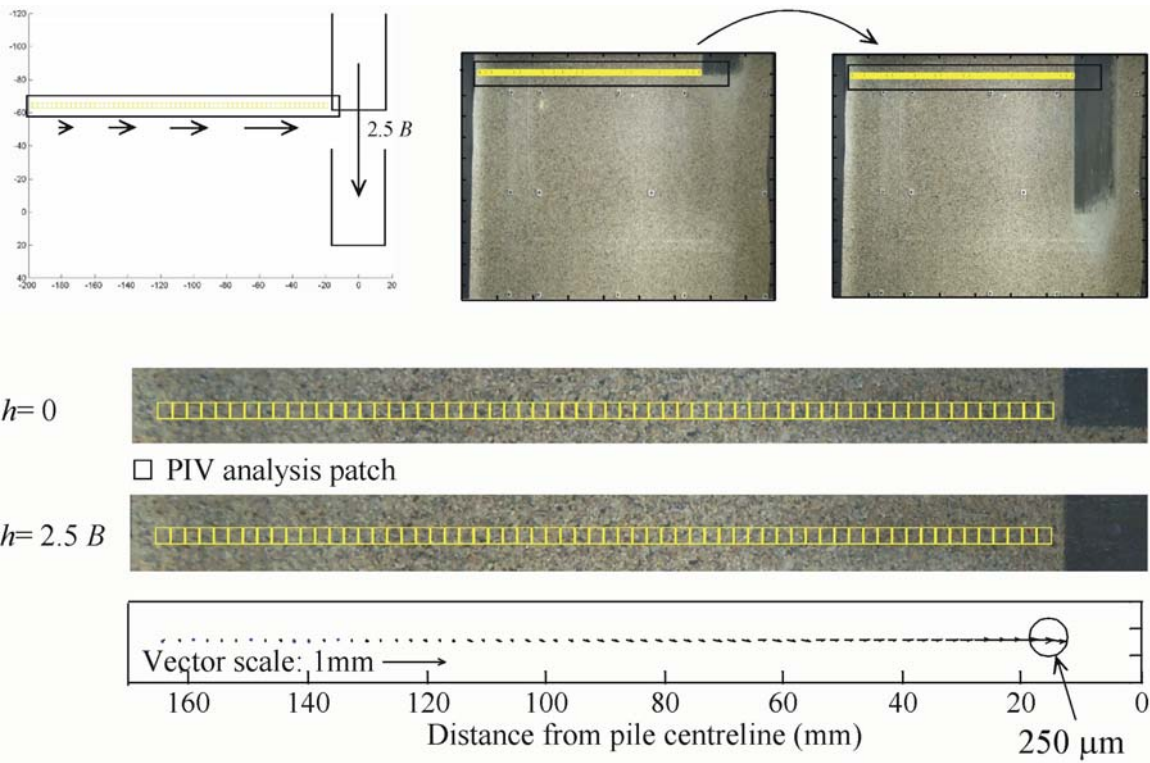 -120
-100
-80
-60
-40
-20
0
20
40
-200 -180 -160 -140 -120 -100 -80 -60 -40 -20 0 20
2.5 B
h= 0
PIV analysis patch
h= 2.5 B
Vector scale: 1mm
160 140 120 100 80 60 40 20 0
Distance from pile centreline (mm)
250 μm